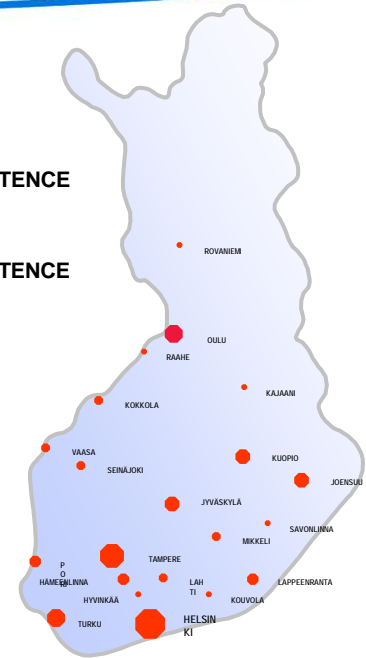 TENCE
TENCE
ROVANIEMI
OULU
RAAHE
KAJAANI
KOKKOLA
VAASA
SEINÄJOKI
KUOPIO
JOENSUU
JYVÄSKYLÄ
SAVONLINNA
MIKKELI
TAMPERE
P
O
RI
HÄMEENLINNA
LAH
TI
LAPPEENRANTA
HYVINKÄÄ
KOUVOLA
TURKU
HELSIN
KI